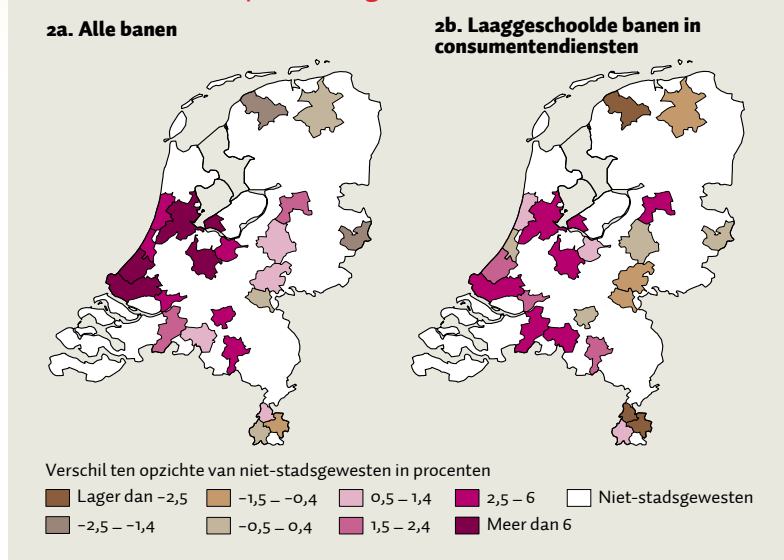 2a. Alle banen
2b. Laaggeschoolde banen in
consumentendiensten
Verschil ten opzichte van niet-stadsgewesten in procenten
Lager dan −2,5
−1,5 – −0,4
0,5 – 1,4
2,5 – 6
Niet-stadsgewesten
−2,5 – −1,4
−0,5 – 0,4
1,5 – 2,4
Meer dan 6